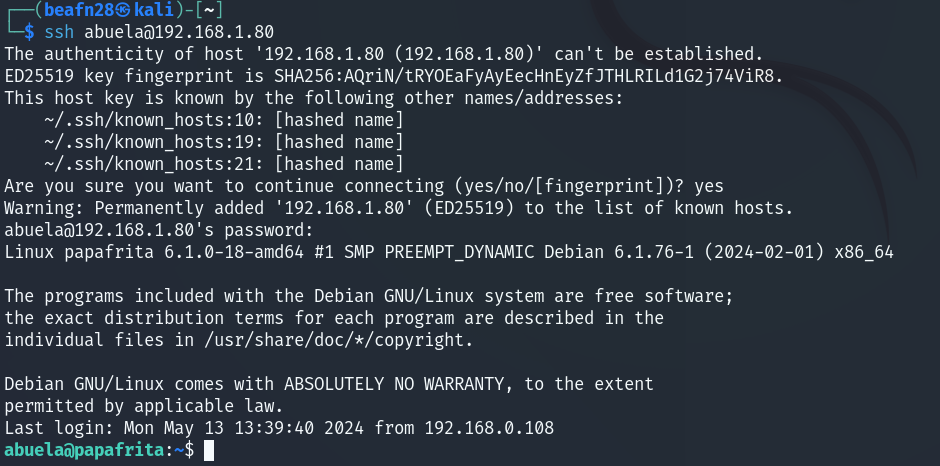 ┌──(beafn28㉿kali)-[~]
└─$ ssh abuela@192.168.1.80
The authenticity of host '192.168.1.80 (192.168.1.80)' can't be established.
ED25519 key fingerprint is SHA256:AQriN/tRYOEaFyAyEecHnEyZfJTHLRILd1G2j74ViR8.
This host key is known by the following other names/addresses:
    ~/.ssh/known_hosts:10: [hashed name]
    ~/.ssh/known_hosts:19: [hashed name]
    ~/.ssh/known_hosts:21: [hashed name]
Are you sure you want to continue connecting (yes/no/[fingerprint])? yes
Warning: Permanently added '192.168.1.80' (ED25519) to the list of known hosts.
abuela@192.168.1.80's password:
Linux papafrita 6.1.0-18-amd64 #1 SMP PREEMPT_DYNAMIC Debian 6.1.76-1 (2024-02-01) x86_64

The programs included with the Debian GNU/Linux system are free software;
the exact distribution terms for each program are described in the
individual files in /usr/share/doc/*/copyright.

Debian GNU/Linux comes with ABSOLUTELY NO WARRANTY, to the extent
permitted by applicable law.
Last login: Mon May 13 13:39:40 2024 from 192.168.0.108
abuela@papafrita:~$